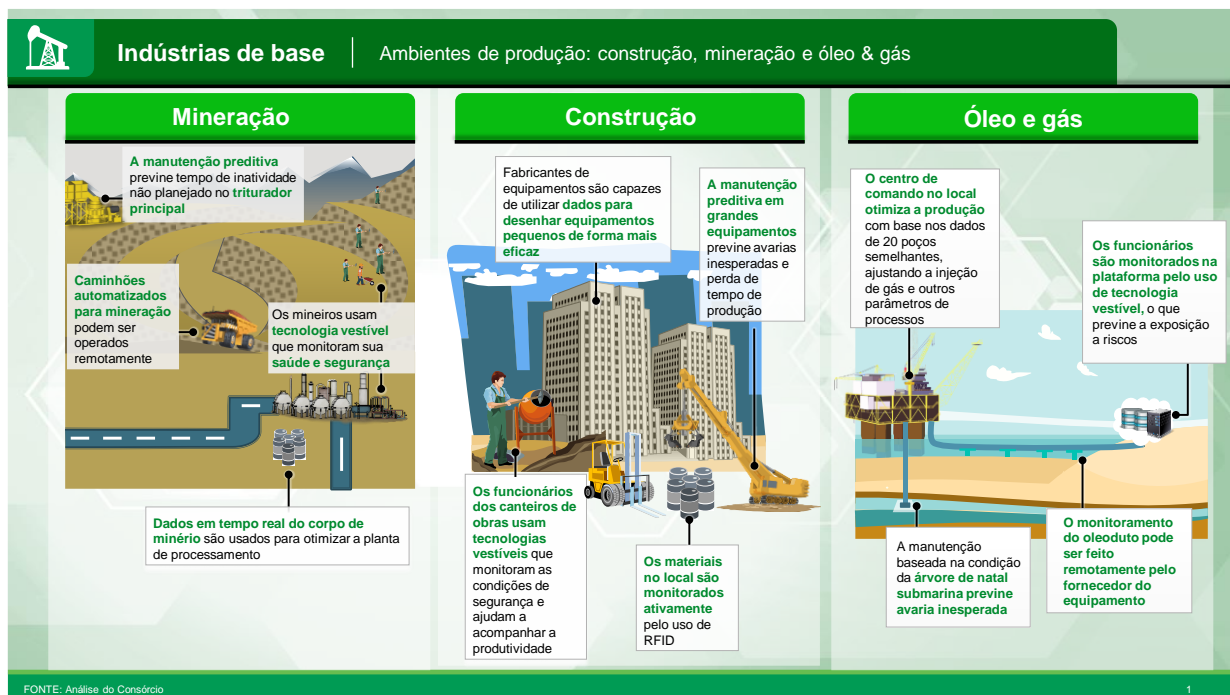 Indústrias de base
Ambientes de produção: construção, mineração e óleo & gás
Mineração
A manutenção preditiva
previne tempo de inatividade
não planejado no triturador
principal
Caminhões
automatizados
para mineração
podem ser
operados
remotamente
Os mineiros usam
tecnologia vestível
que monitoram sua
saúde e segurança
Dados em tempo real do corpo de
minério são usados para otimizar a planta
de processamento
Construção
Fabricantes de
equipamentos são capazes
de utilizar dados para
desenhar equipamentos
pequenos de forma mais
eficaz
A manutenção
preditiva em
grandes
equipamentos
previne avarias
inesperadas e
perda de
tempo de
produção
Os funcionários
dos canteiros de
obras usam
tecnologias
vestíveis que
monitoram as
condições de
segurança e
ajudam a
acompanhar a
produtividade
Os materiais
no local são
monitorados
ativamente
pelo uso de
RFID
Óleo e gás
O centro de
comando no local
otimiza a produção
com base nos dados
de 20 poços
semelhantes,
ajustando a injeção
de gás e outros
parâmetros de
processos
Os funcionários
são monitorados na
plataforma pelo uso
de tecnologia
vestível, o que
previne a exposição
a riscos
A manutenção
baseada na condição
da árvore de natal
submarina previne
avaria inesperada
O monitoramento
do oleoduto pode
ser feito
remotamente pelo
fornecedor do
equipamento
FONTE: Análise do Consórcio
1